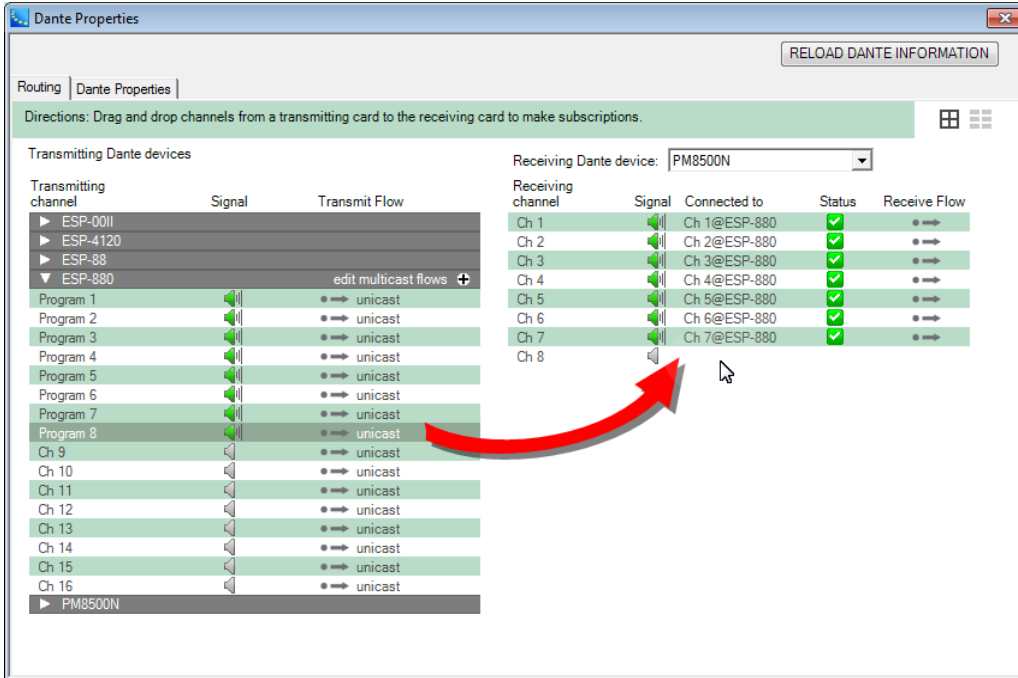 Dante Properties
RELOAD DANTE INFORMATION
Routing Dante Properties
Directions: Drag and drop channels from a transmitting card to the receiving card to make subscriptions.
Transmitting Dante devices
Transmitting channel Signal Transmit Flow
ESP-00II
ESP-4120
ESP-88
ESP-880 edit multicast flows
Program 1 unicast
Program 2 unicast
Program 3 unicast
Program 4 unicast
Program 5 unicast
Program 6 unicast
Program 7 unicast
Program 8 unicast
Ch 9 unicast
Ch 10 unicast
Ch 11 unicast
Ch 12 unicast
Ch 13 unicast
Ch 14 unicast
Ch 15 unicast
Ch 16 unicast
PM8500N
Receiving Dante device: PM8500N
Receiving channel Signal Connected to Status Receive Flow
Ch 1 Ch 1@ESP-880
Ch 2 Ch 2@ESP-880
Ch 3 Ch 3@ESP-880
Ch 4 Ch 4@ESP-880
Ch 5 Ch 5@ESP-880
Ch 6 Ch 6@ESP-880
Ch 7 Ch 7@ESP-880
Ch 8